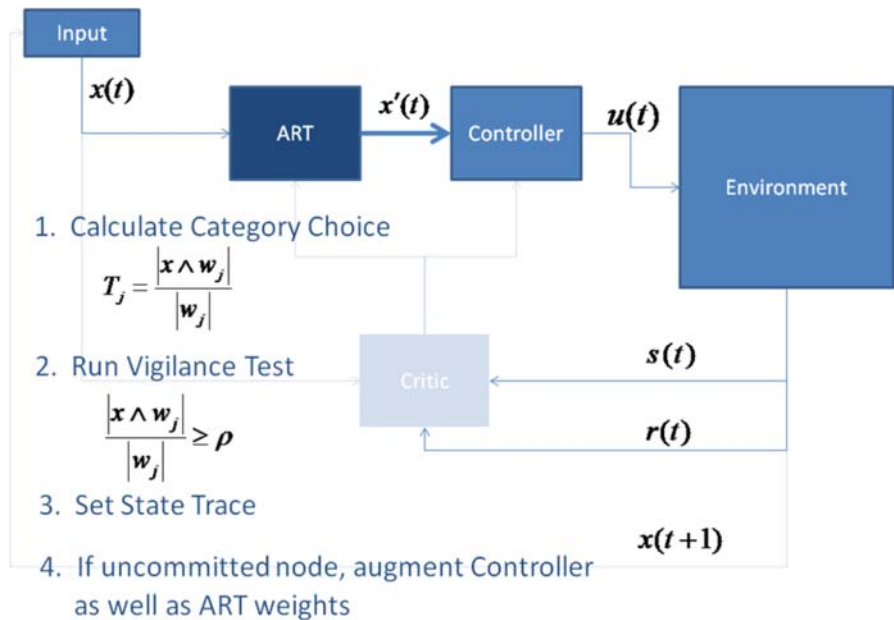 Input
x(t)
ART
x'(t)
Controller
u(t)
Environment
1. Calculate Category Choice
T_j = |x ∧ w_j| / |w_j|
s(t)
2. Run Vigilance Test
Critic
|x ∧ w_j| / |w_j| ≥ ρ
r(t)
3. Set State Trace
x(t+1)
4. If uncommitted node, augment Controller
as well as ART weights